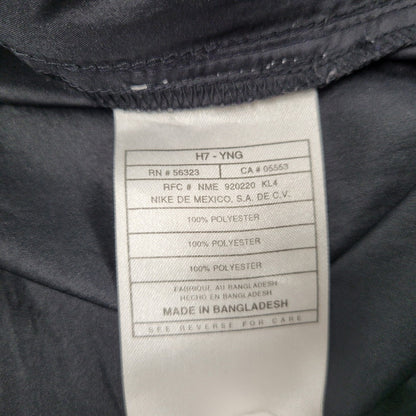 H7 - YNG
RN # 56323 CA # 05553
RFC # NME 920220 KL4
NIKE DE MEXICO, S.A. DE C.V.
100% POLYESTER
100% POLYESTER
100% POLYESTER
FABRIQUE AU BANGLADESH
HECHO EN BANGLADESH
MADE IN BANGLADESH
SEE REVERSE FOR CARE